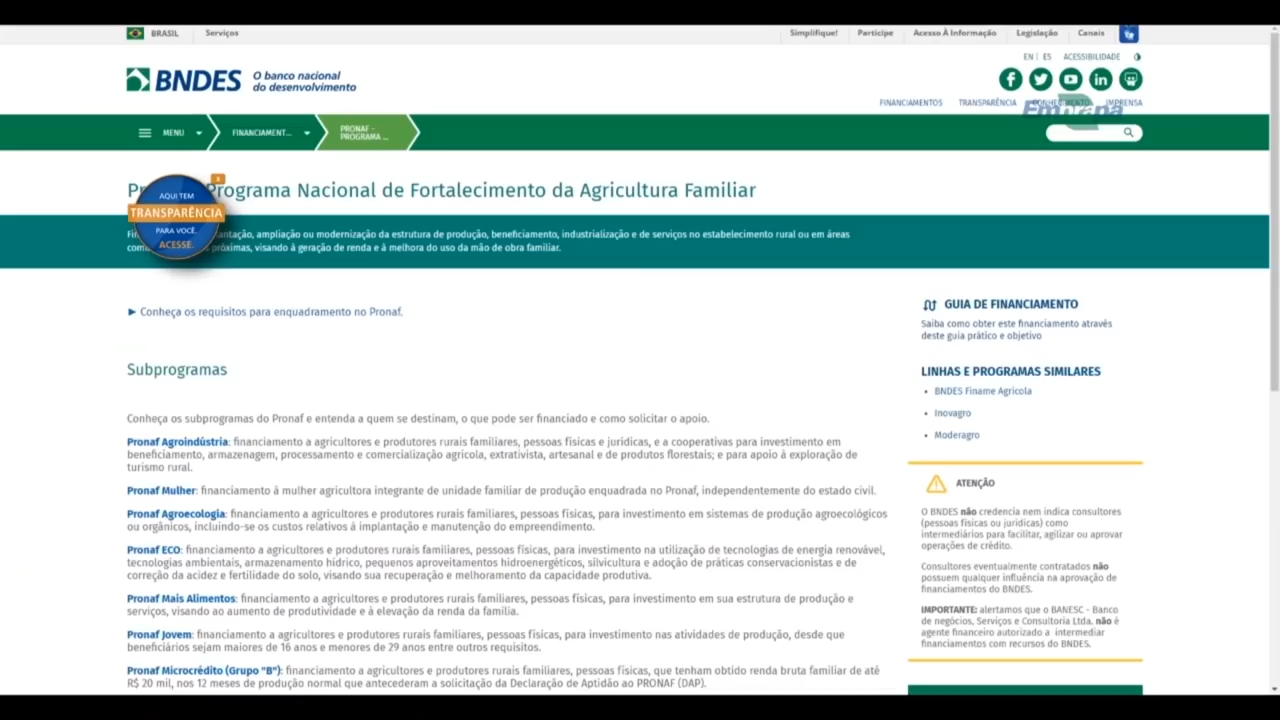 BRASIL Serviços Simplifique! Participe Acesso À Informação Legislação Canais
EN | ES ACESSIBILIDADE
BNDES O banco nacional
do desenvolvimento
FINANCIAMENTOS TRANSPARÊNCIA CONHECIMENTO IMPRENSA
Embrapa
MENU FINANCIAMENT... PRONAF -
PROGRAMA ...
Programa Nacional de Fortalecimento da Agricultura Familiar
x
AQUI TEM
TRANSPARÊNCIA
PARA VOCÊ.
ACESSE.
ampliação ou modernização da estrutura de produção, beneficiamento, industrialização e de serviços no estabelecimento rural ou em áreas
próximas, visando à geração de renda e à melhora do uso da mão de obra familiar.
► Conheça os requisitos para enquadramento no Pronaf.
Subprogramas
Conheça os subprogramas do Pronaf e entenda a quem se destinam, o que pode ser financiado e como solicitar o apoio.
Pronaf Agroindústria: financiamento a agricultores e produtores rurais familiares, pessoas físicas e jurídicas, e a cooperativas para investimento em
beneficiamento, armazenagem, processamento e comercialização agrícola, extrativista, artesanal e de produtos florestais; e para apoio à exploração de
turismo rural.
Pronaf Mulher: financiamento à mulher agricultora integrante de unidade familiar de produção enquadrada no Pronaf, independentemente do estado civil.
Pronaf Agroecologia: financiamento a agricultores e produtores rurais familiares, pessoas físicas, para investimento em sistemas de produção agroecológicos
ou orgânicos, incluindo-se os custos relativos à implantação e manutenção do empreendimento.
Pronaf ECO: financiamento a agricultores e produtores rurais familiares, pessoas físicas, para investimento na utilização de tecnologias de energia renovável,
tecnologias ambientais, armazenamento hídrico, pequenos aproveitamentos hidroenergéticos, silvicultura e adoção de práticas conservacionistas e de
correção da acidez e fertilidade do solo, visando sua recuperação e melhoramento da capacidade produtiva.
Pronaf Mais Alimentos: financiamento a agricultores e produtores rurais familiares, pessoas físicas, para investimento em sua estrutura de produção e
serviços, visando ao aumento de produtividade e à elevação da renda da família.
Pronaf Jovem: financiamento a agricultores e produtores rurais familiares, pessoas físicas, para investimento nas atividades de produção, desde que
beneficiários sejam maiores de 16 anos e menores de 29 anos entre outros requisitos.
Pronaf Microcrédito (Grupo "B"): financiamento a agricultores e produtores rurais familiares, pessoas físicas, que tenham obtido renda bruta familiar de até
R$ 20 mil, nos 12 meses de produção normal que antecederam a solicitação da Declaração de Aptidão ao PRONAF (DAP).
GUIA DE FINANCIAMENTO
Saiba como obter este financiamento através
deste guia prático e objetivo
LINHAS E PROGRAMAS SIMILARES
• BNDES Finame Agrícola
• Inovagro
• Moderagro
ATENÇÃO
O BNDES não credencia nem indica consultores
(pessoas físicas ou jurídicas) como
intermediários para facilitar, agilizar ou aprovar
operações de crédito.
Consultores eventualmente contratados não
possuem qualquer influência na aprovação de
financiamentos do BNDES.
IMPORTANTE: alertamos que o BANESC - Banco
de negócios, Serviços e Consultoria Ltda. não é
agente financeiro autorizado a intermediar
financiamentos com recursos do BNDES.